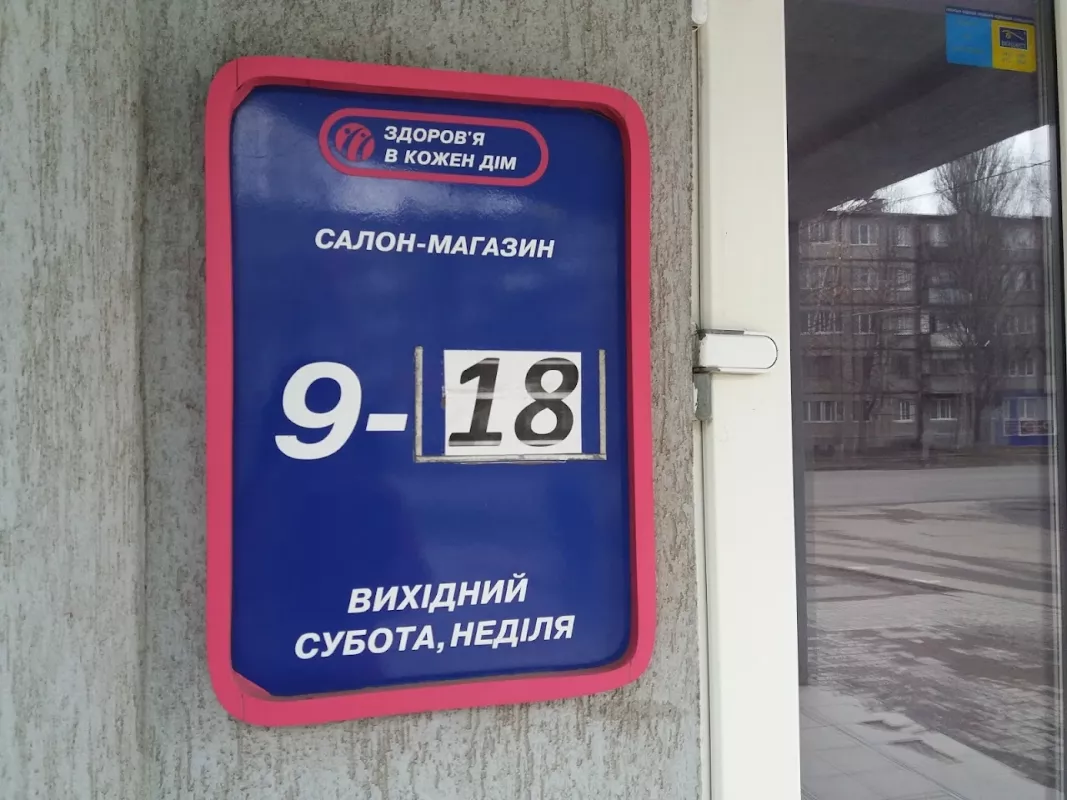 ЗДОРОВ'Я
В КОЖЕН ДІМ
САЛОН-МАГАЗИН
9-18
ВИХІДНИЙ
СУБОТА, НЕДІЛЯ